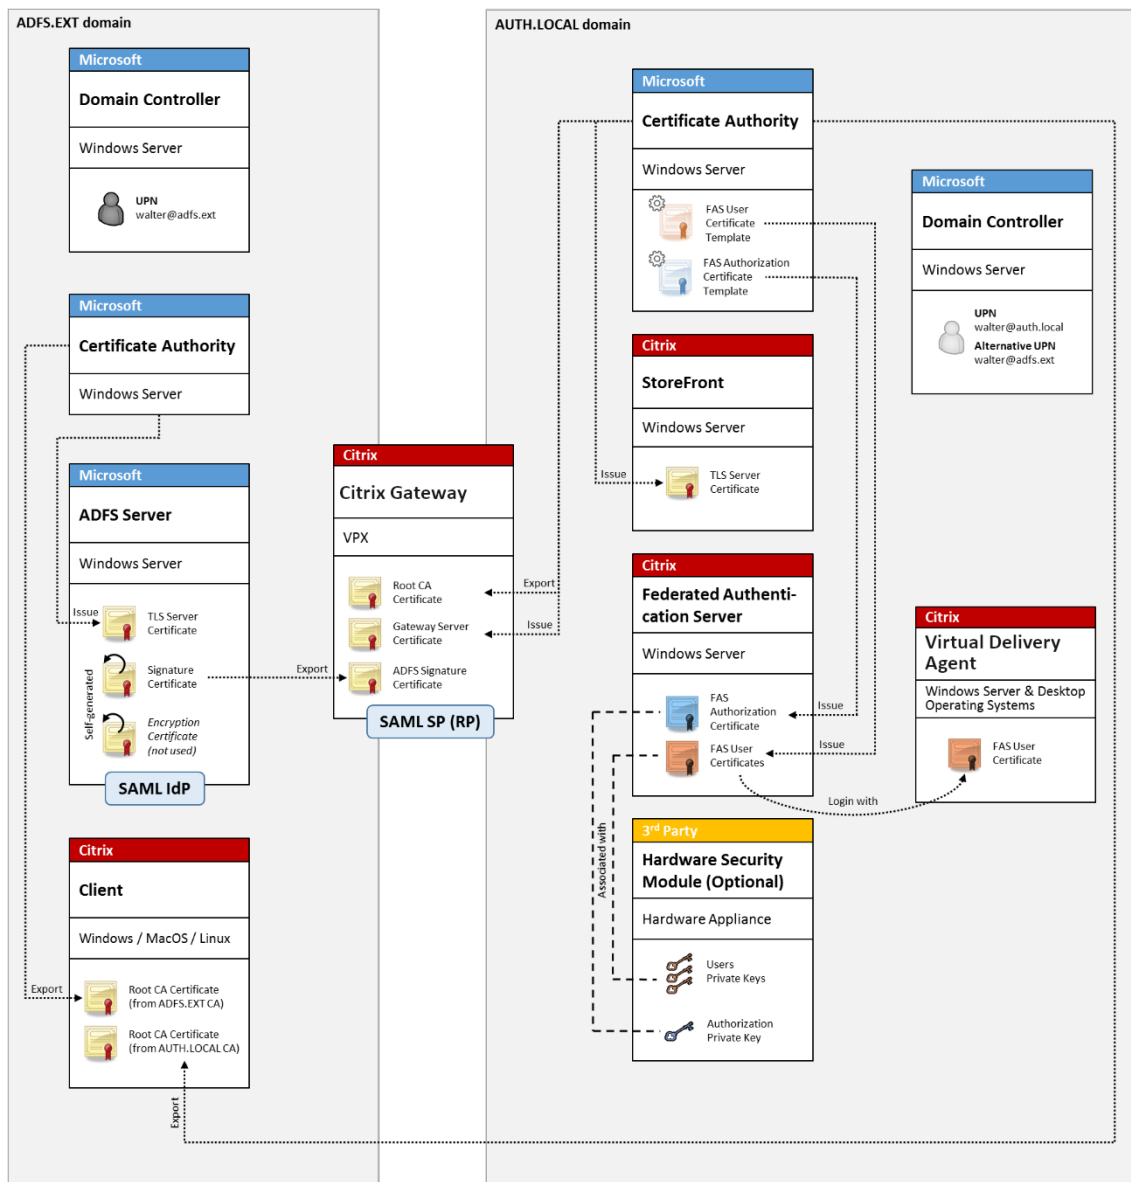 ADFS.EXT domain
Microsoft
Domain Controller
Windows Server
UPN
walter@adfs.ext
Microsoft
Certificate Authority
Windows Server
Microsoft
ADFS Server
Windows Server
Issue
TLS Server
Certificate
Self-generated
Signature
Certificate
Encryption
Certificate
(not used)
SAML IdP
Citrix
Client
Windows / MacOS / Linux
Export
Root CA Certificate
(from ADFS.EXT CA)
Root CA Certificate
(from AUTH.LOCAL CA)
Export
Citrix
Citrix Gateway
VPX
Root CA
Certificate
Export
Gateway Server
Certificate
Issue
Export
ADFS Signature
Certificate
SAML SP (RP)
AUTH.LOCAL domain
Microsoft
Certificate Authority
Windows Server
FAS User
Certificate
Template
FAS Authorization
Certificate
Template
Citrix
StoreFront
Windows Server
Issue
TLS Server
Certificate
Citrix
Federated Authenti-
cation Server
Windows Server
FAS
Authorization
Certificate
Issue
FAS User
Certificates
Issue
Login with
Associated with
3rd Party
Hardware Security
Module (Optional)
Hardware Appliance
Users
Private Keys
Authorization
Private Key
Microsoft
Domain Controller
Windows Server
UPN
walter@auth.local
Alternative UPN
walter@adfs.ext
Citrix
Virtual Delivery
Agent
Windows Server & Desktop
Operating Systems
FAS User
Certificate